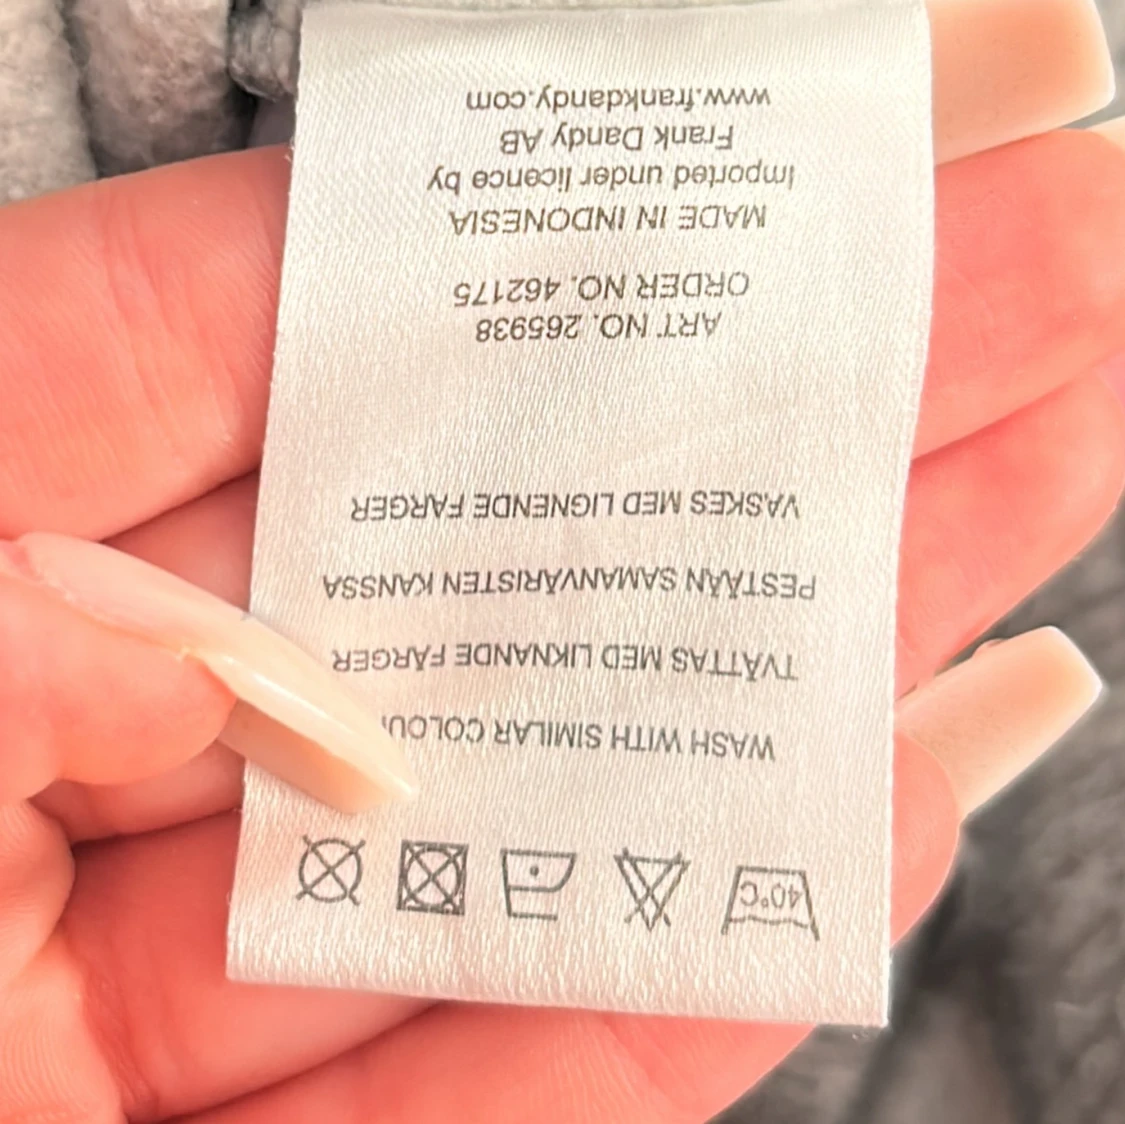 40°C
WASH WITH SIMILAR
TVÄTTAS MED LIKNANDE FÄRGER
PESTÄÄN SAMANVÄRISTEN KANSSA
VASKES MED LIGNENDE FARGER
ART NO. 265938
ORDER NO. 462175
MADE IN INDONESIA
Imported under licence by
Frank Dandy AB
www.frankdandy.com